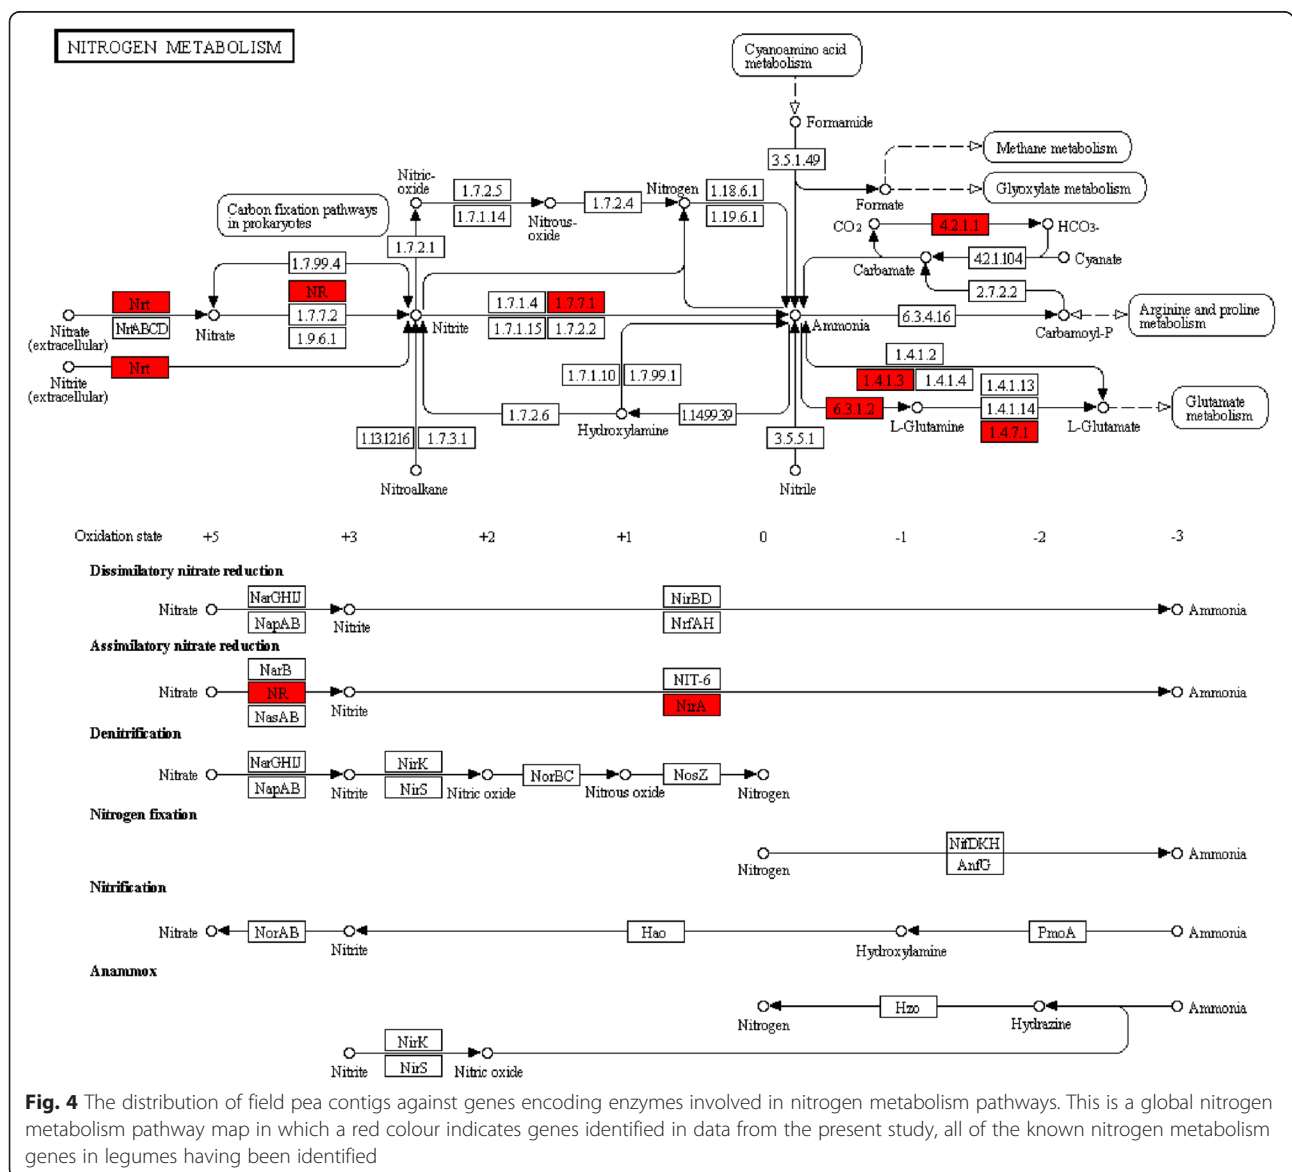 NITROGEN METABOLISM
Cyanoamino acid
metabolism
Formamide
3.5.1.49
Methane metabolism
Glyoxylate metabolism
Formate
Nitric-
oxide
1.7.2.5
1.7.1.14
Nitrous-
oxide
1.7.2.4
Nitrogen
1.18.6.1
1.19.6.1
Carbon fixation pathways
in prokaryotes
1.7.2.1
CO2
4.2.1.1
HCO3-
Carbamate
4.2.1.104
Cyanate
2.7.2.2
1.7.99.4
Nrt
NrtABCD
Nitrate
(extracellular)
Nitrate
NR
1.7.7.2
1.9.6.1
Nitrite
1.7.1.4
1.7.7.1
1.7.1.15
1.7.2.2
Ammonia
6.3.4.16
Carbamoyl-P
Arginine and proline
metabolism
Nrt
Nitrite
(extracellular)
1.7.1.10
1.7.99.1
1.4.1.2
1.4.1.3
1.4.1.4
1.4.1.13
1.4.1.14
1.4.7.1
6.3.1.2
L-Glutamine
L-Glutamate
Glutamate
metabolism
1.7.2.6
Hydroxylamine
1.14.99.39
1.13.12.16
1.7.3.1
3.5.5.1
Nitroalkane
Nitrile
Oxidation state +5 +3 +2 +1 0 -1 -2 -3
Dissimilatory nitrate reduction
NarGHIJ
NirBD
Nitrate
Ammonia
NapAB
Nitrite
NrfAH
Assimilatory nitrate reduction
NarB
NIT-6
Nitrate
NR
Ammonia
NasAB
Nitrite
NirA
Denitrification
NarGHIJ
NirK
Nitrate
NorBC
NosZ
NapAB
Nitrite
NirS
Nitric oxide
Nitrous oxide
Nitrogen
Nitrogen fixation
NifDKH
Ammonia
Nitrogen
AnfG
Nitrification
Nitrate
NorAB
Nitrite
Hao
Hydroxylamine
PmoA
Ammonia
Anammox
Nitrogen
Hzo
Hydrazine
Ammonia
NirK
Nitrite
NirS
Nitric oxide
Fig. 4 The distribution of field pea contigs against genes encoding enzymes involved in nitrogen metabolism pathways. This is a global nitrogen
metabolism pathway map in which a red colour indicates genes identified in data from the present study, all of the known nitrogen metabolism
genes in legumes having been identified